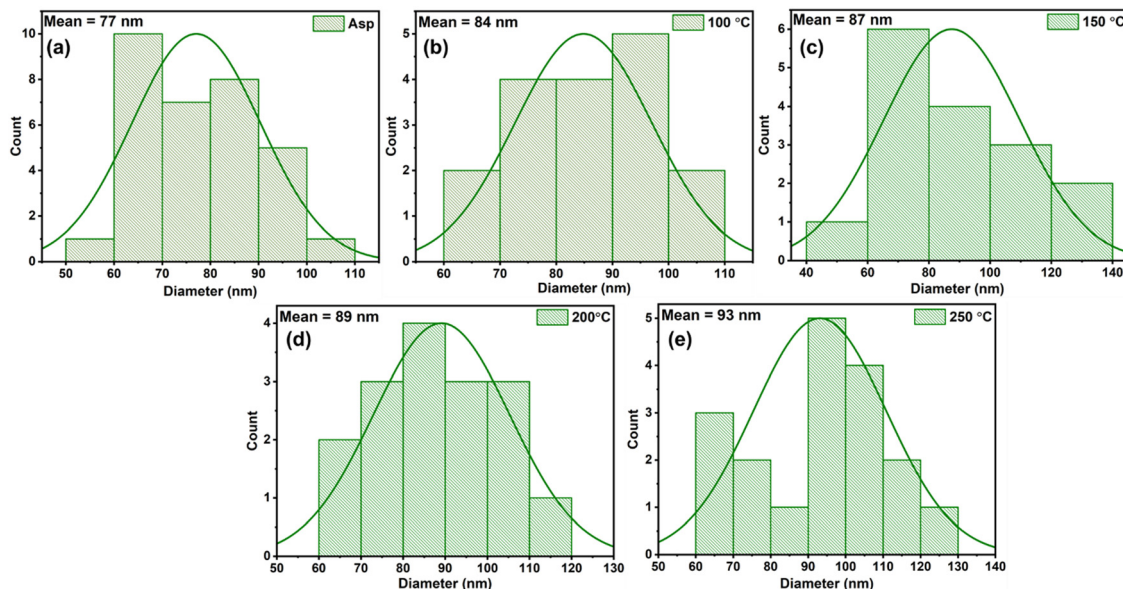 Mean = 77 nm
Asp
(a)
10
8
6
4
2
0
Count
50 60 70 80 90 100 110
Diameter (nm)
Mean = 84 nm
100 °C
(b)
5
4
3
2
1
0
Count
60 70 80 90 100 110
Diameter (nm)
Mean = 87 nm
150 °C
(c)
6
5
4
3
2
1
0
Count
40 60 80 100 120 140
Diameter (nm)
Mean = 89 nm
200°C
(d)
4
3
2
1
0
Count
50 60 70 80 90 100 110 120 130
Diameter (nm)
Mean = 93 nm
250 °C
(e)
5
4
3
2
1
0
Count
50 60 70 80 90 100 110 120 130 140
Diameter (nm)